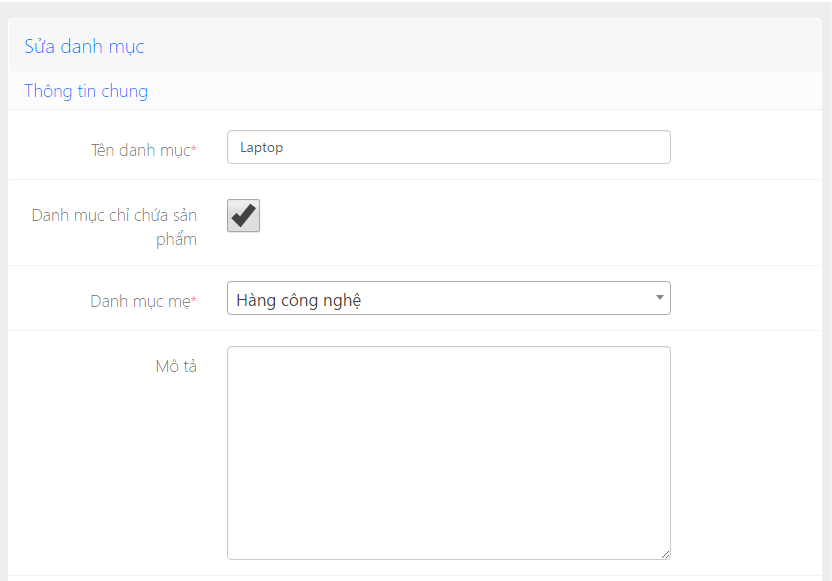 Sửa danh mục
Thông tin chung
Tên danh mục*
Laptop
Danh mục chỉ chứa sản
phẩm
Danh mục mẹ*
Hàng công nghệ
Mô tả